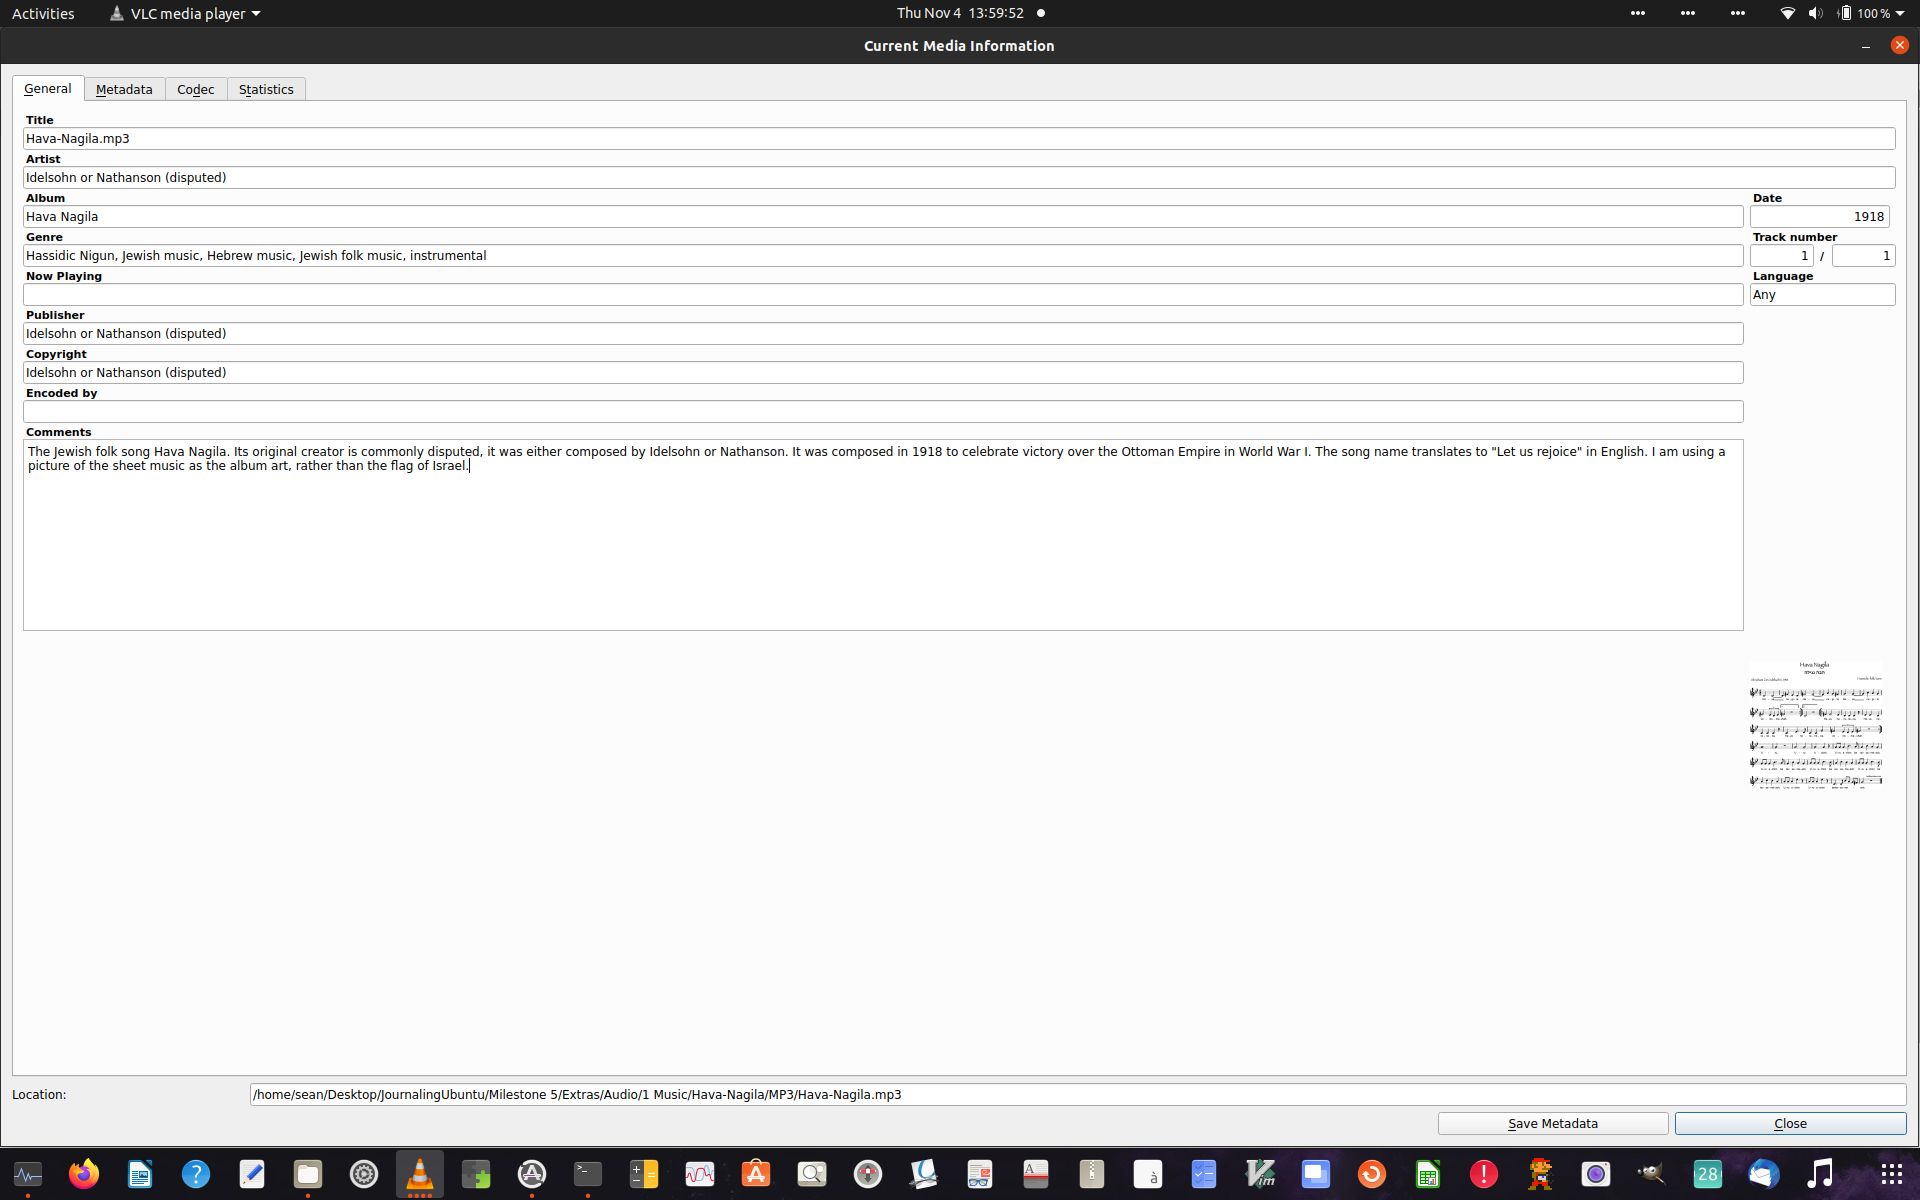 Activities
VLC media player
Thu Nov 4 13:59:52
100 %
Current Media Information
General
Metadata
Codec
Statistics
Title
Hava-Nagila.mp3
Artist
Idelsohn or Nathanson (disputed)
Album
Date
Hava Nagila
1918
Genre
Track number
Hassidic Nigun, Jewish music, Hebrew music, Jewish folk music, instrumental
1 / 1
Now Playing
Language
Any
Publisher
Idelsohn or Nathanson (disputed)
Copyright
Idelsohn or Nathanson (disputed)
Encoded by
Comments
The Jewish folk song Hava Nagila. Its original creator is commonly disputed, it was either composed by Idelsohn or Nathanson. It was composed in 1918 to celebrate victory over the Ottoman Empire in World War I. The song name translates to "Let us rejoice" in English. I am using a
picture of the sheet music as the album art, rather than the flag of Israel.
Hava Nagila
Location:
/home/sean/Desktop/JournalingUbuntu/Milestone 5/Extras/Audio/1 Music/Hava-Nagila/MP3/Hava-Nagila.mp3
Save Metadata
Close
28